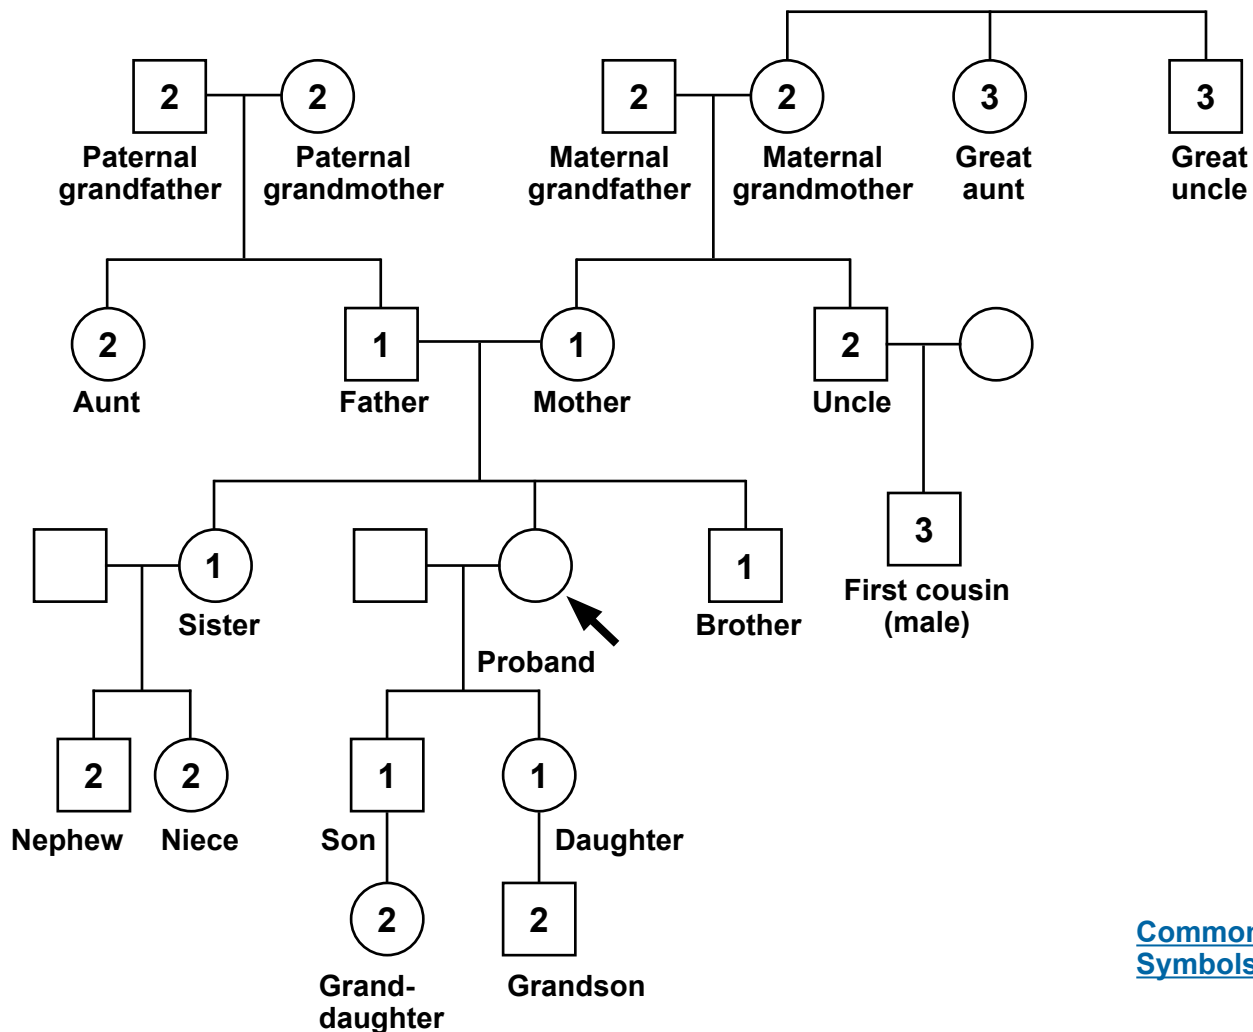 2 2 2 2 3 3
Paternal grandfather
Paternal grandmother
Maternal grandfather
Maternal grandmother
Great aunt
Great uncle
2 1 1 2
Aunt
Father
Mother
Uncle
3
First cousin
(male)
1 1
Sister
Proband
Brother
2 2 1 1
Nephew
Niece
Son
Daughter
2 2
Grand-
daughter
Grandson
Common
Symbols